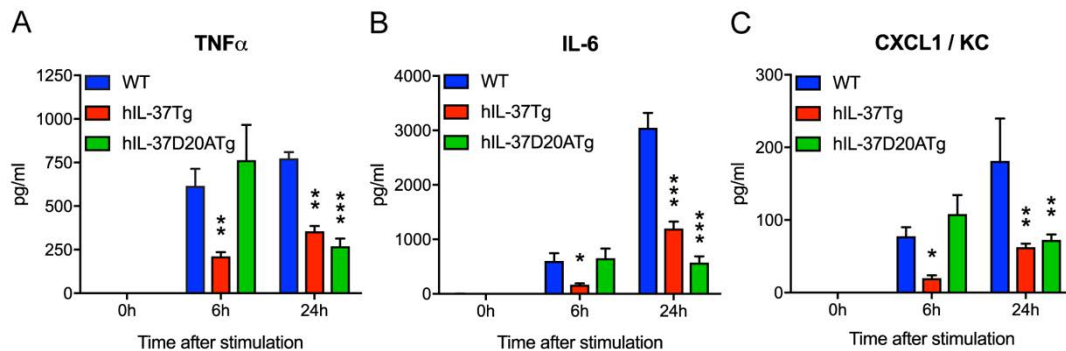 A
TNFα
1250
1000
750
500
250
0
pg/ml
WT
hIL-37Tg
hIL-37D20ATg
**
**
***
0h
6h
24h
Time after stimulation
B
IL-6
4000
3000
2000
1000
0
pg/ml
WT
hIL-37Tg
hIL-37D20ATg
*
***
***
0h
6h
24h
Time after stimulation
C
CXCL1 / KC
300
200
100
0
pg/ml
WT
hIL-37Tg
hIL-37D20ATg
*
**
**
0h
6h
24h
Time after stimulation